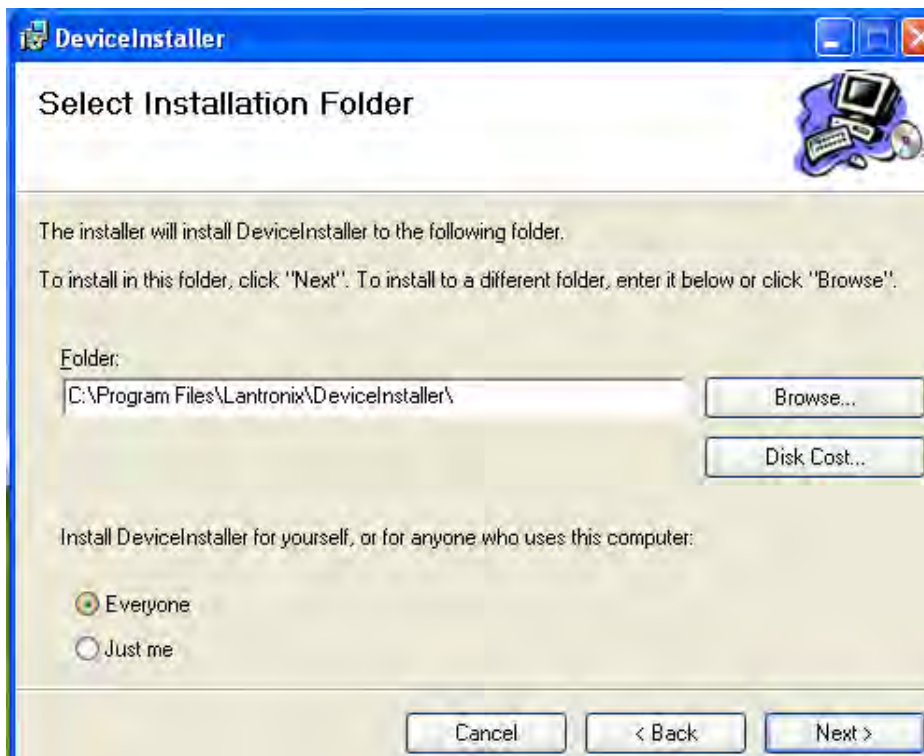 DeviceInstaller
Select Installation Folder
The installer will install DeviceInstaller to the following folder.
To install in this folder, click "Next". To install to a different folder, enter it below or click "Browse".
Folder:
C:\Program Files\Lantronix\DeviceInstaller\
Browse...
Disk Cost...
Install DeviceInstaller for yourself, or for anyone who uses this computer:
Everyone
Just me
Cancel
< Back
Next >